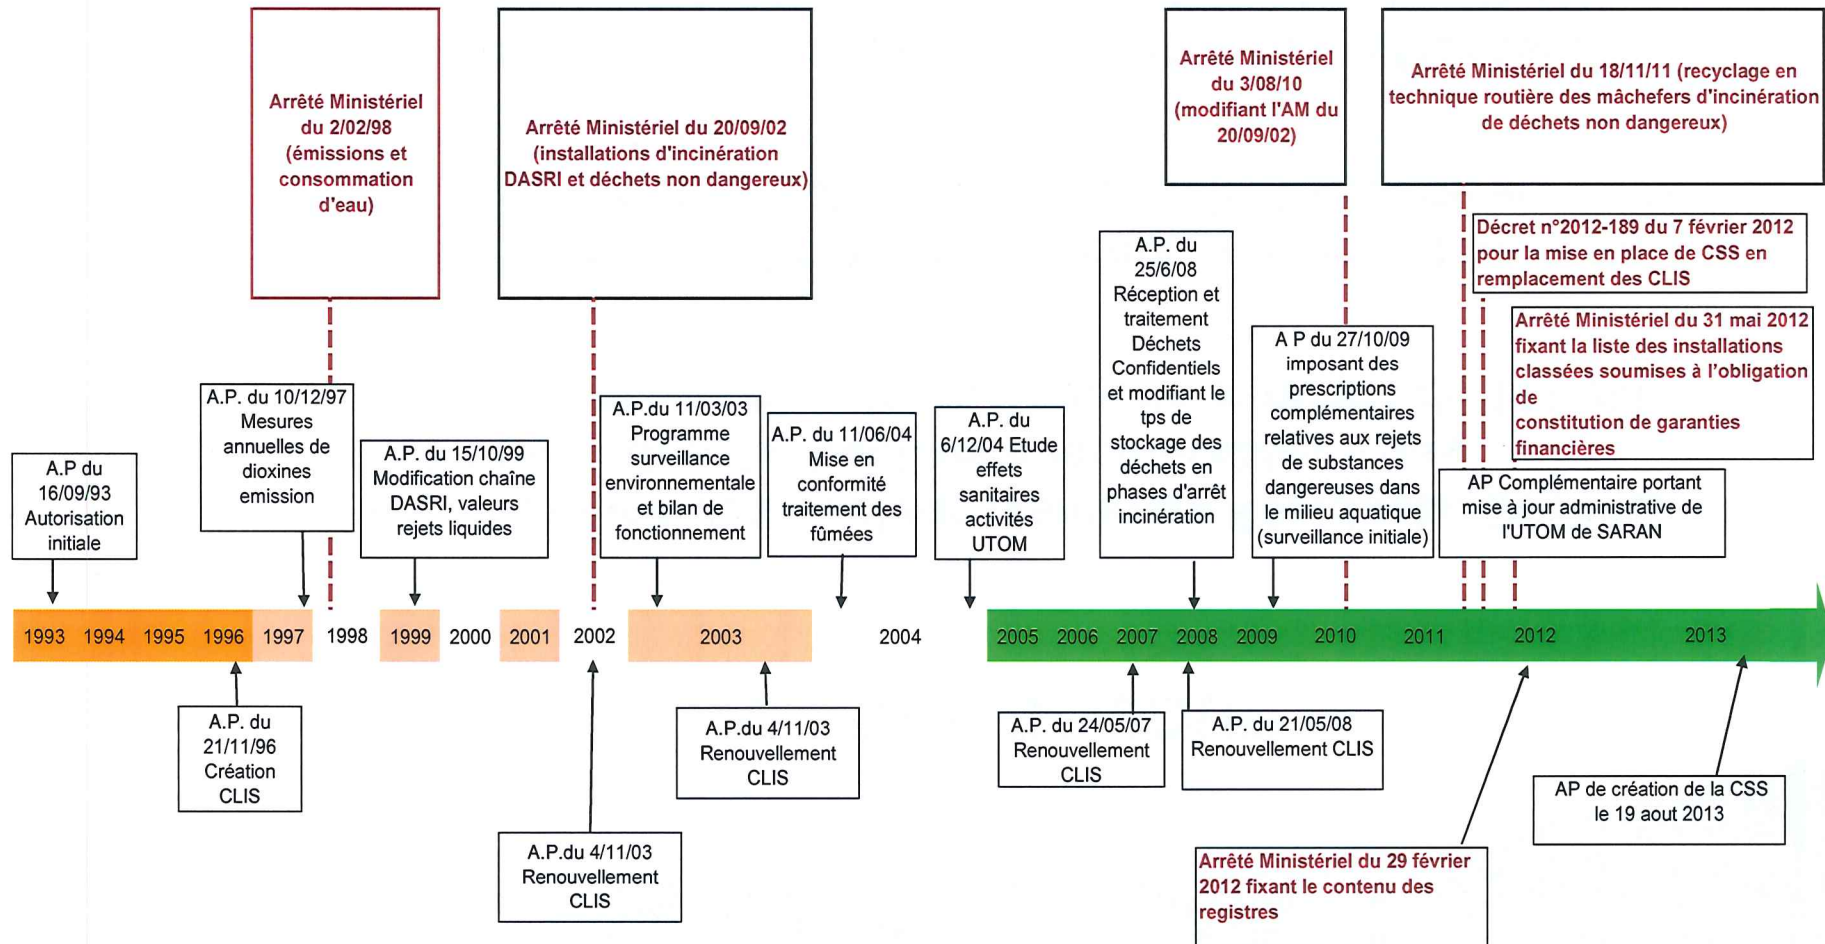 Arrêté Ministériel
du 2/02/98
(émissions et
consommation
d'eau)
Arrêté Ministériel du 20/09/02
(installations d'incinération
DASRI et déchets non dangereux)
Arrêté Ministériel
du 3/08/10
(modifiant l'AM du
20/09/02)
Arrêté Ministériel du 18/11/11 (recyclage en
technique routière des mâchefers d'incinération
de déchets non dangereux)
Décret n°2012-189 du 7 février 2012
pour la mise en place de CSS en
remplacement des CLIS
Arrêté Ministériel du 31 mai 2012
fixant la liste des installations
classées soumises à l'obligation
de
constitution de garanties
financières
A.P du
16/09/93
Autorisation
initiale
A.P. du 10/12/97
Mesures
annuelles de
dioxines
emission
A.P. du 15/10/99
Modification chaîne
DASRI, valeurs
rejets liquides
A.P.du 11/03/03
Programme
surveillance
environnementale
et bilan de
fonctionnement
A.P. du 11/06/04
Mise en
conformité
traitement des
fûmées
A.P. du
6/12/04 Etude
effets
sanitaires
activités
UTOM
A.P. du
25/6/08
Réception et
traitement
Déchets
Confidentiels
et modifiant le
tps de
stockage des
déchets en
phases d'arrêt
incinération
A P du 27/10/09
imposant des
prescriptions
complémentaires
relatives aux rejets
de substances
dangereuses dans
le milieu aquatique
(surveillance initiale)
AP Complémentaire portant
mise à jour administrative de
l'UTOM de SARAN
1993 1994 1995 1996 1997 1998 1999 2000 2001 2002 2003 2004 2005 2006 2007 2008 2009 2010 2011 2012 2013
A.P. du
21/11/96
Création
CLIS
A.P.du 4/11/03
Renouvellement
CLIS
A.P.du 4/11/03
Renouvellement
CLIS
A.P. du 24/05/07
Renouvellement
CLIS
A.P. du 21/05/08
Renouvellement CLIS
Arrêté Ministériel du 29 février
2012 fixant le contenu des
registres
AP de création de la CSS
le 19 aout 2013